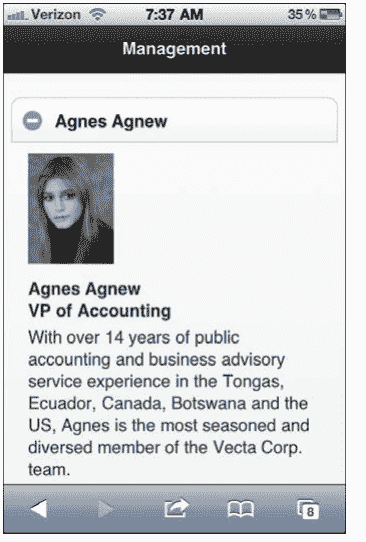 Verizon 7:37 AM 35%
Management
Agnes Agnew
Agnes Agnew
VP of Accounting
With over 14 years of public
accounting and business advisory
service experience in the Tongas,
Ecuador, Canada, Botswana and the
US, Agnes is the most seasoned and
diversed member of the Vecta Corp.
team.
8